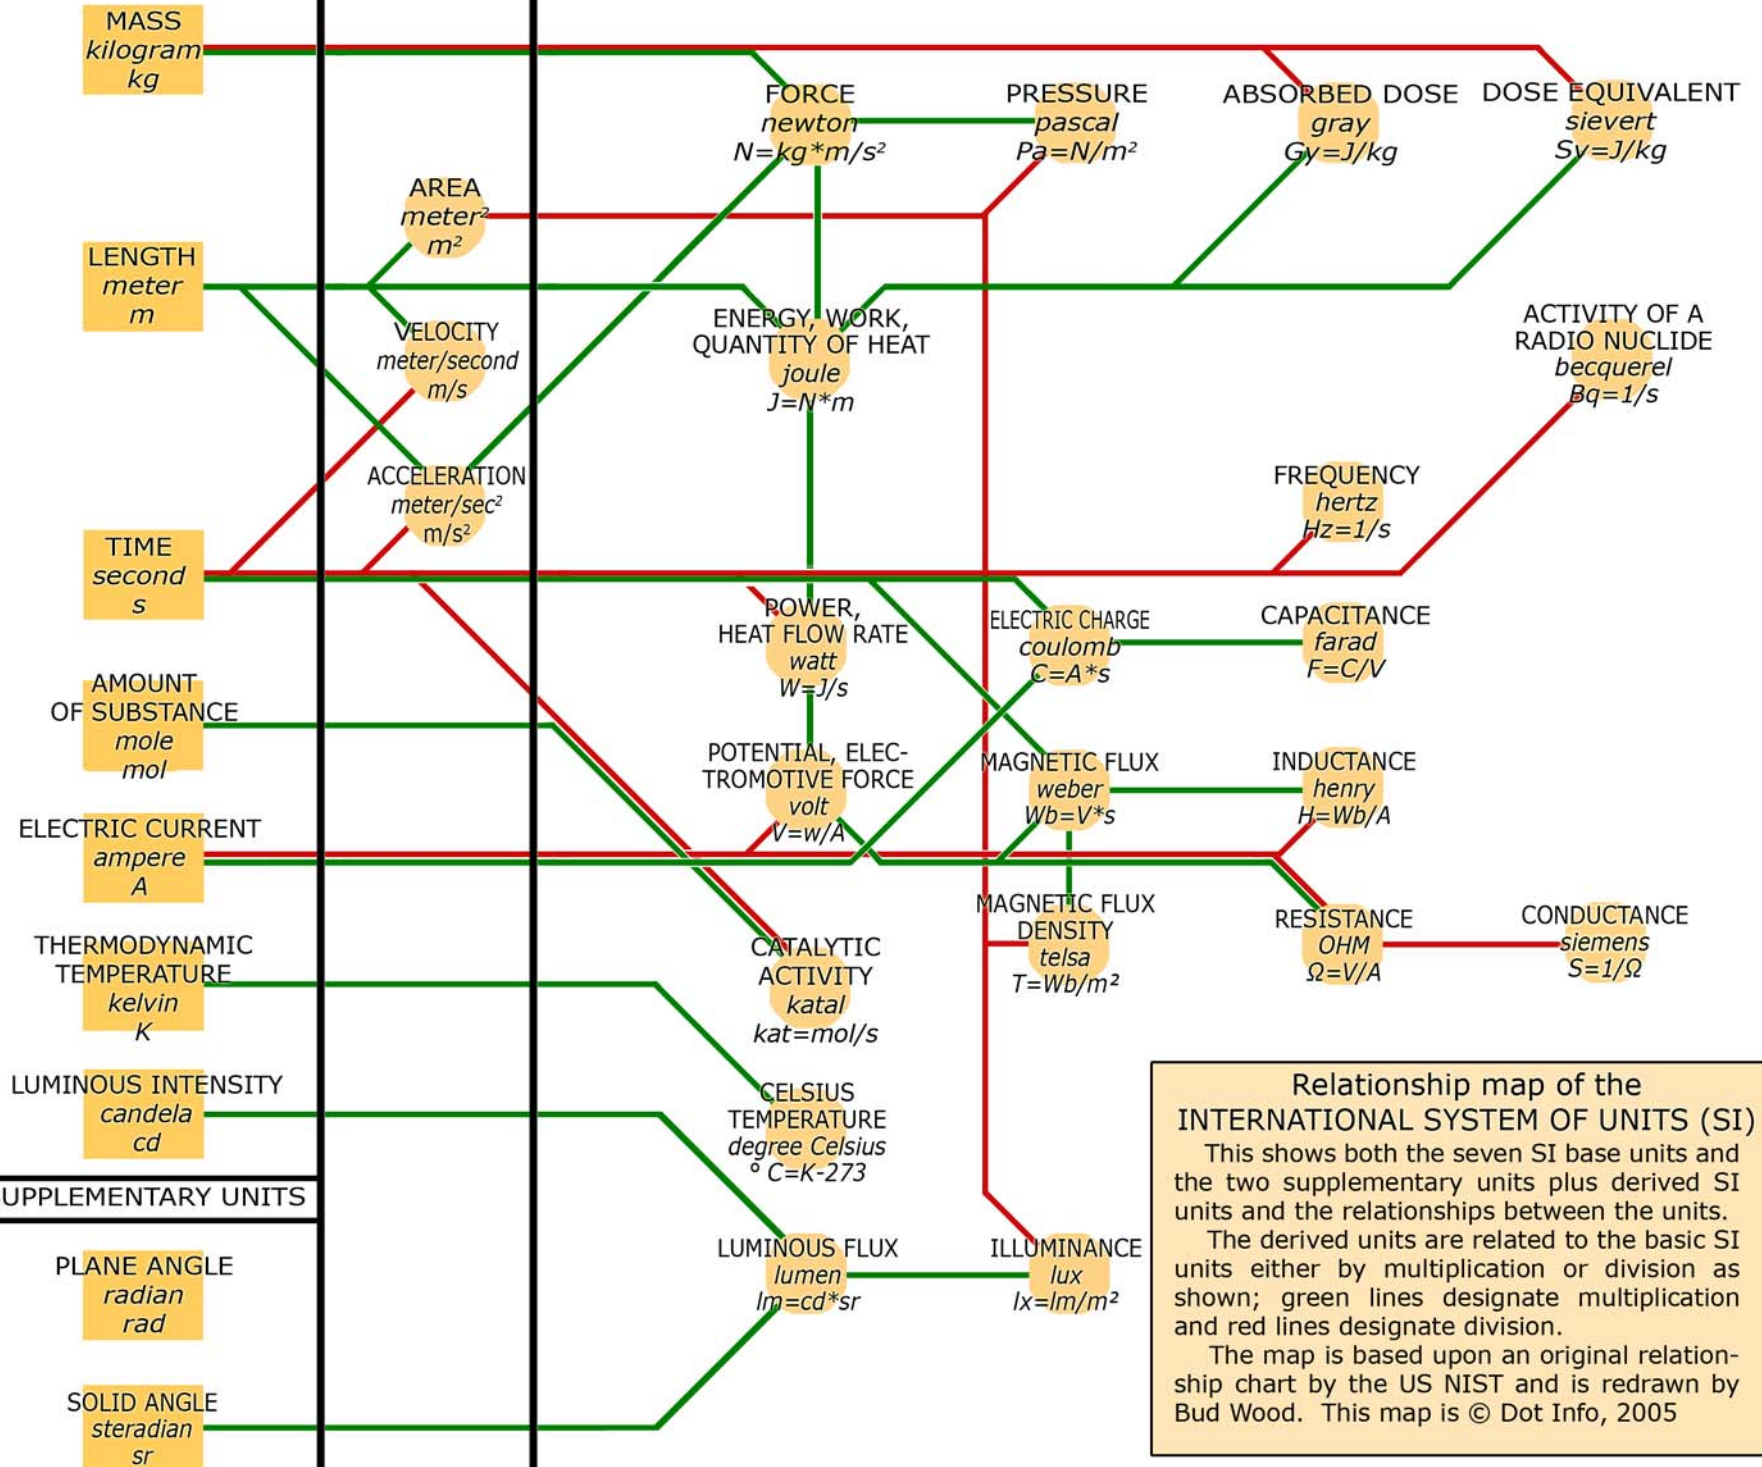 MASS
kilogram
kg
FORCE
newton
N=kg*m/s²
PRESSURE
pascal
Pa=N/m²
ABSORBED DOSE
gray
Gy=J/kg
DOSE EQUIVALENT
sievert
Sv=J/kg
AREA
meter²
m²
LENGTH
meter
m
VELOCITY
meter/second
m/s
ENERGY, WORK,
QUANTITY OF HEAT
joule
J=N*m
ACTIVITY OF A
RADIO NUCLIDE
becquerel
Bq=1/s
ACCELERATION
meter/sec²
m/s²
FREQUENCY
hertz
Hz=1/s
TIME
second
s
POWER,
HEAT FLOW RATE
watt
W=J/s
ELECTRIC CHARGE
coulomb
C=A*s
CAPACITANCE
farad
F=C/V
AMOUNT
OF SUBSTANCE
mole
mol
POTENTIAL, ELEC-
TROMOTIVE FORCE
volt
V=w/A
MAGNETIC FLUX
weber
Wb=V*s
INDUCTANCE
henry
H=Wb/A
ELECTRIC CURRENT
ampere
A
MAGNETIC FLUX
DENSITY
telsa
T=Wb/m²
RESISTANCE
OHM
Ω=V/A
CONDUCTANCE
siemens
S=1/Ω
THERMODYNAMIC
TEMPERATURE
kelvin
K
CATALYTIC
ACTIVITY
katal
kat=mol/s
LUMINOUS INTENSITY
candela
cd
CELSIUS
TEMPERATURE
degree Celsius
° C=K-273
UPPLEMENTARY UNITS
PLANE ANGLE
radian
rad
LUMINOUS FLUX
lumen
lm=cd*sr
ILLUMINANCE
lux
lx=lm/m²
SOLID ANGLE
steradian
sr
Relationship map of the
INTERNATIONAL SYSTEM OF UNITS (SI)
This shows both the seven SI base units and
the two supplementary units plus derived SI
units and the relationships between the units.
The derived units are related to the basic SI
units either by multiplication or division as
shown; green lines designate multiplication
and red lines designate division.
The map is based upon an original relation-
ship chart by the US NIST and is redrawn by
Bud Wood. This map is © Dot Info, 2005